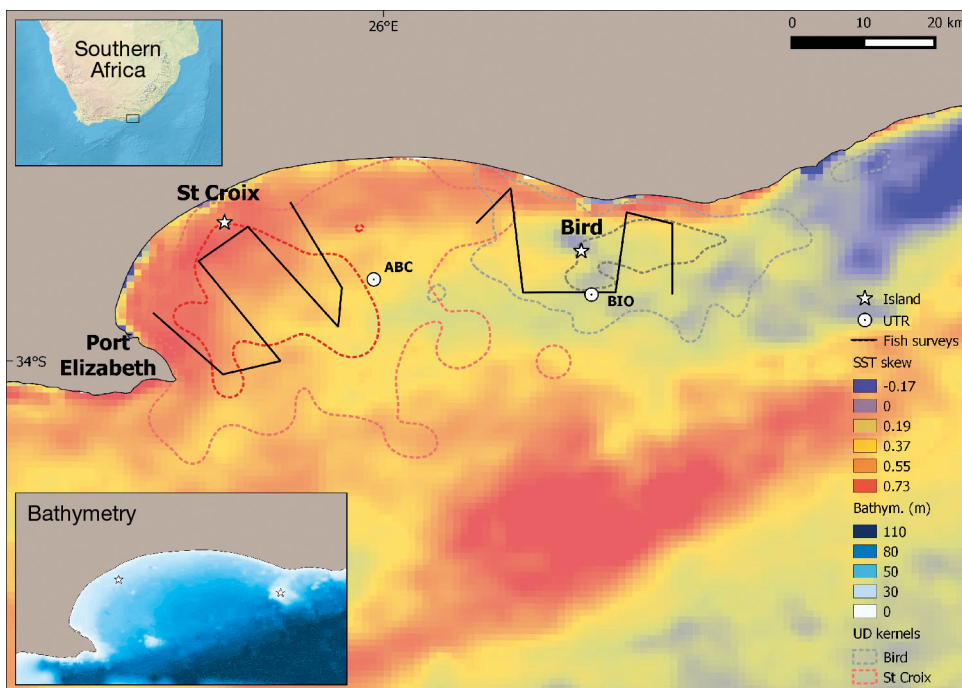 Southern
Africa
26°E
0 10 20 km
St Croix
Bird
ABC
BIO
Port
Elizabeth
34°S
Island
UTR
Fish surveys
SST skew
-0.17
0
0.19
0.37
0.55
0.73
Bathym. (m)
110
80
50
30
0
UD kernels
Bird
St Croix
Bathymetry